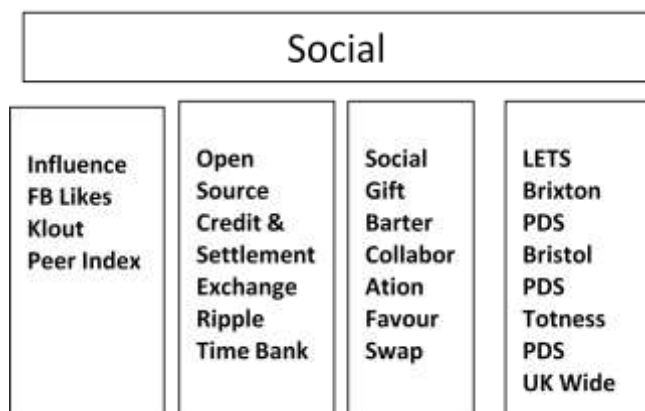 Social
Influence
FB Likes
Klout
Peer Index
Open
Source
Credit &
Settlement
Exchange
Ripple
Time Bank
Social
Gift
Barter
Collabor
Ation
Favour
Swap
LETS
Brixton
PDS
Bristol
PDS
Totness
PDS
UK Wide